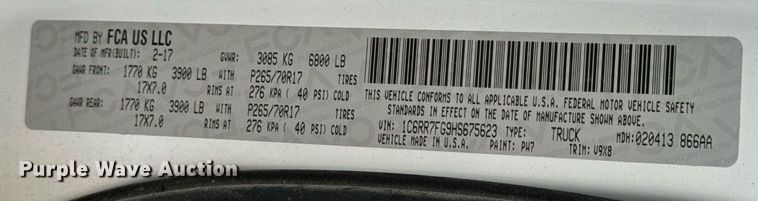 MFD BY FCA US LLC
DATE OF MFR(BUILT): 2-17 GVWR: 3085 KG 6800 LB
GAWR FRONT: 1770 KG 3900 LB WITH P265/70R17 TIRES
17X7.0 RIMS AT 276 KPA ( 40 PSI) COLD
GAWR REAR: 1770 KG 3900 LB WITH P265/70R17 TIRES
17X7.0 RIMS AT 276 KPA ( 40 PSI) COLD
THIS VEHICLE CONFORMS TO ALL APPLICABLE U.S.A. FEDERAL MOTOR VEHICLE SAFETY
STANDARDS IN EFFECT ON THE DATE OF MANUFACTURE SHOWN ABOVE.
VIN: 1C6RR7FG9HS675623 TYPE: TRUCK MDH: 020413 866AA
VEHICLE MADE IN U.S.A. PAINT: PW7 TRIM: V9X8
Purple Wave Auction